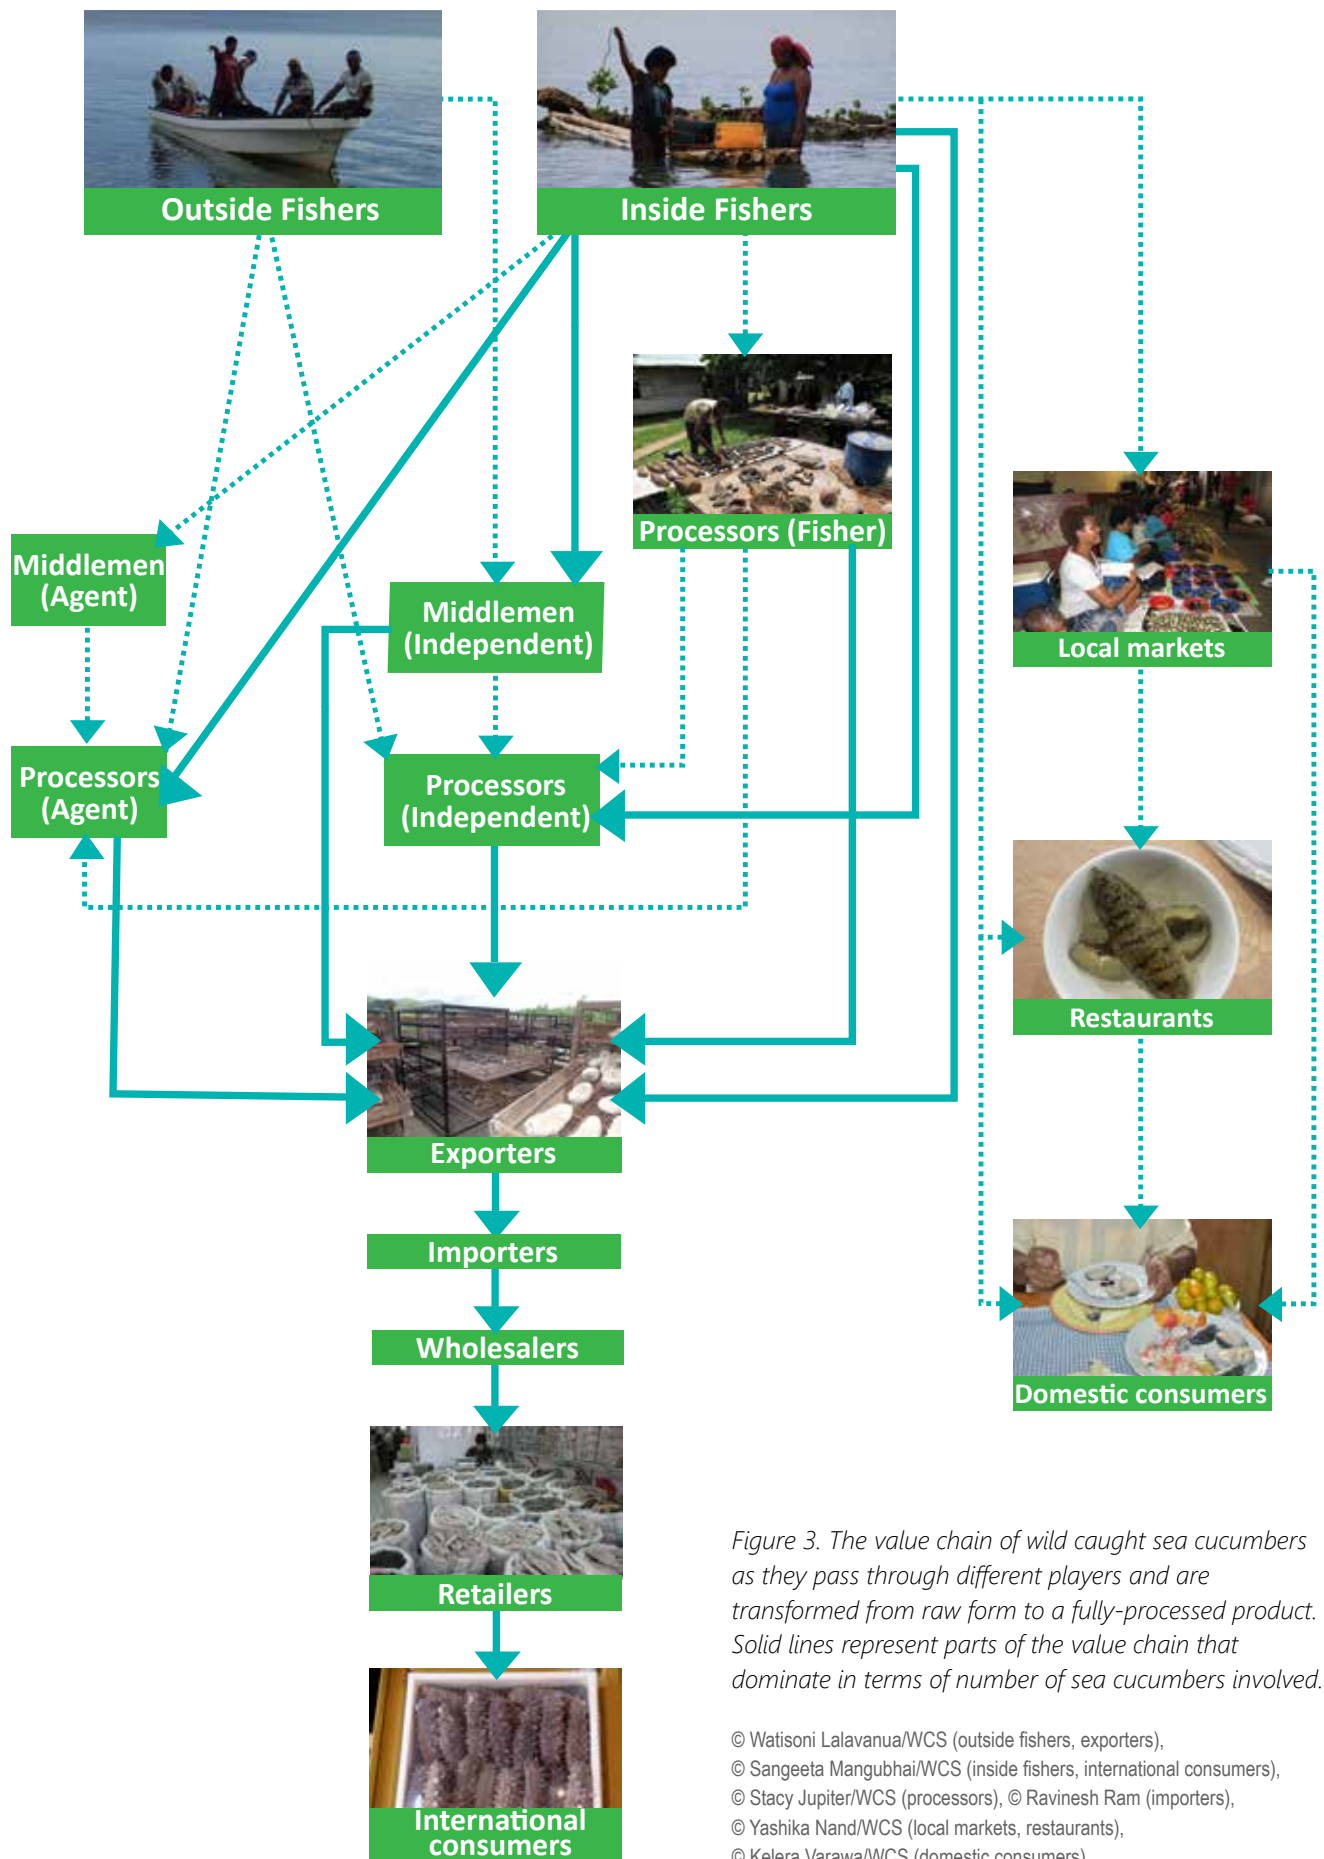 Outside Fishers
Inside Fishers
Processors (Fisher)
Middlemen
(Agent)
Middlemen
(Independent)
Local markets
Processors
(Agent)
Processors
(Independent)
Restaurants
Exporters
Importers
Wholesalers
Domestic consumers
Retailers
International
consumers
Figure 3. The value chain of wild caught sea cucumbers
as they pass through different players and are
transformed from raw form to a fully-processed product.
Solid lines represent parts of the value chain that
dominate in terms of number of sea cucumbers involved.
© Watisoni Lalavanua/WCS (outside fishers, exporters),
© Sangeeta Mangubhai/WCS (inside fishers, international consumers),
© Stacy Jupiter/WCS (processors), © Ravinesh Ram (importers),
© Yashika Nand/WCS (local markets, restaurants),
© Kelera Varawa/WCS (domestic consumers)